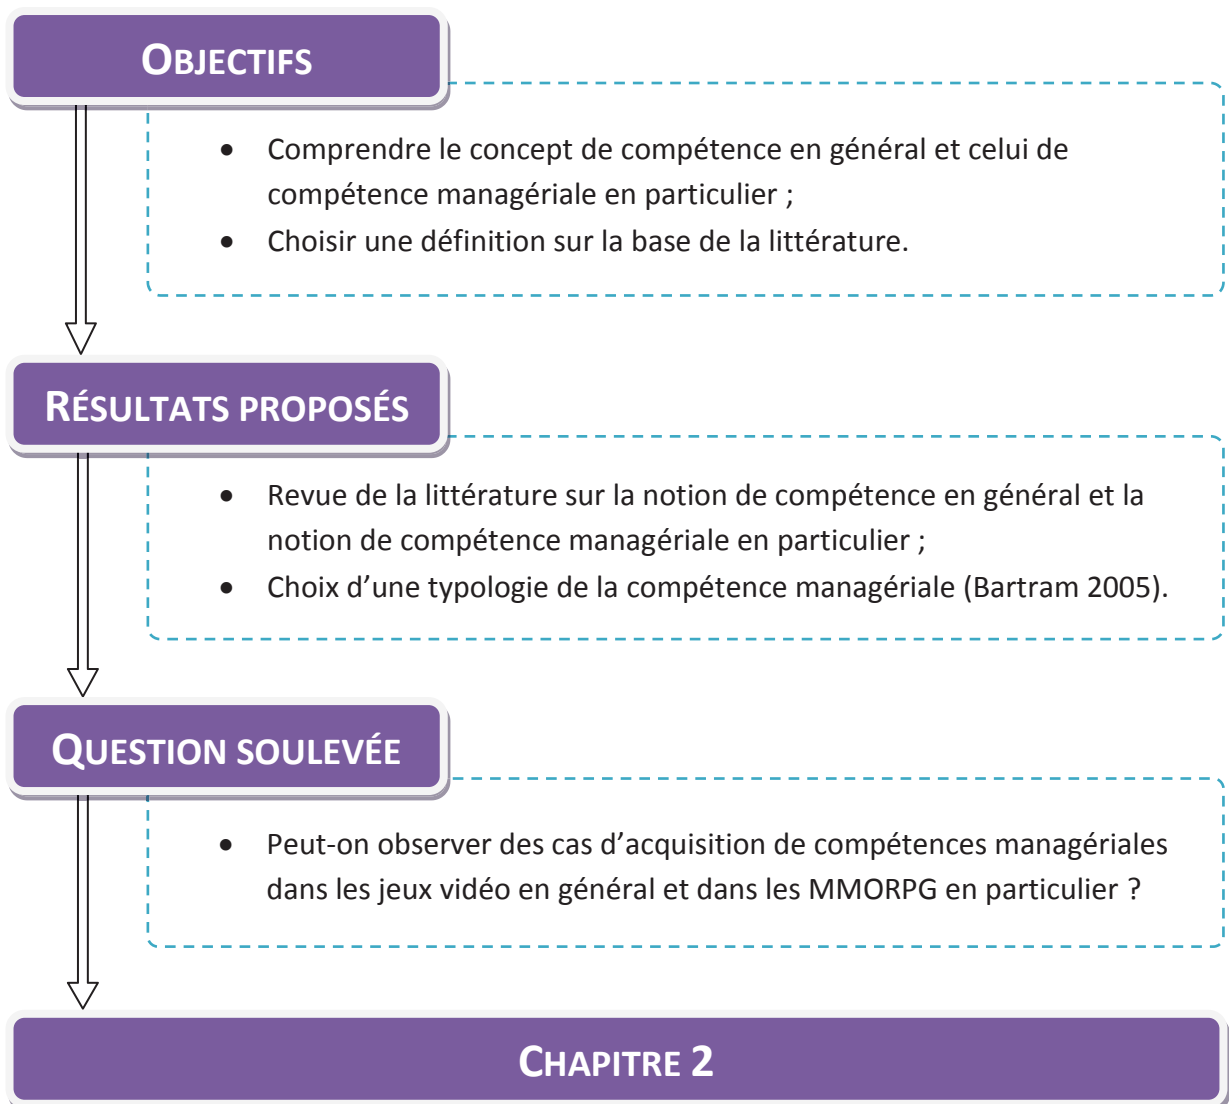 OBJECTIFS
• Comprendre le concept de compétence en général et celui de
compétence managériale en particulier ;
• Choisir une définition sur la base de la littérature.
RÉSULTATS PROPOSÉS
• Revue de la littérature sur la notion de compétence en général et la
notion de compétence managériale en particulier ;
• Choix d’une typologie de la compétence managériale (Bartram 2005).
QUESTION SOULEVÉE
• Peut-on observer des cas d’acquisition de compétences managériales
dans les jeux vidéo en général et dans les MMORPG en particulier ?
CHAPITRE 2